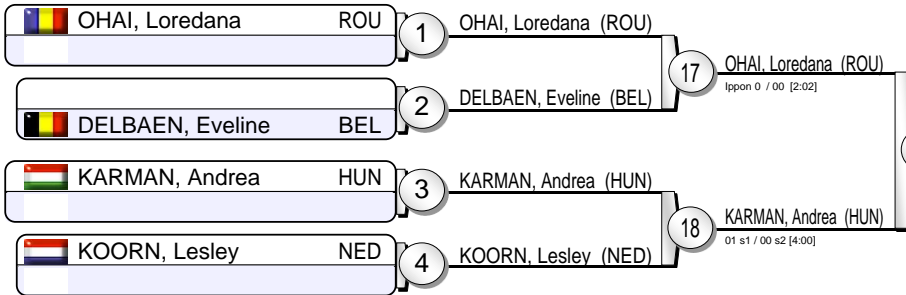 OHAI, Loredana ROU
1
OHAI, Loredana (ROU)
17
OHAI, Loredana (ROU)
Ippon 0 / 00 [2:02]
2
DELBAEN, Eveline (BEL)
DELBAEN, Eveline BEL
KARMAN, Andrea HUN
3
KARMAN, Andrea (HUN)
18
KARMAN, Andrea (HUN)
01 s1 / 00 s2 [4:00]
KOORN, Lesley NED
4
KOORN, Lesley (NED)